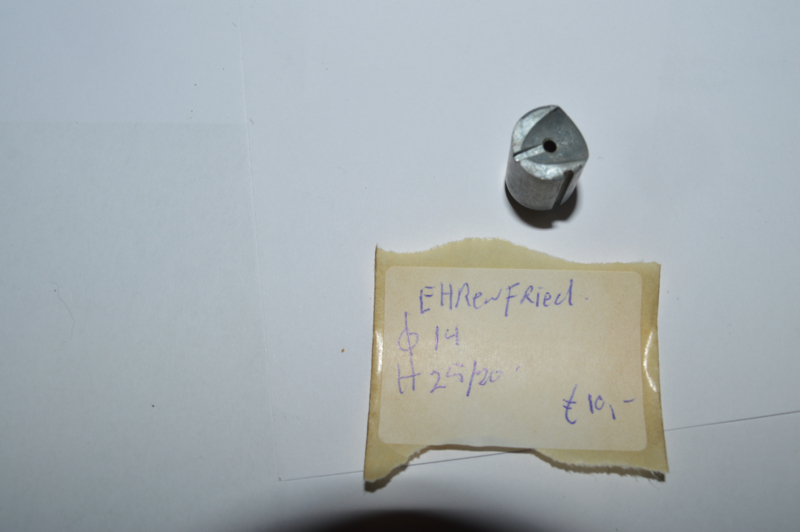 EHRenFRied.
ϕ 14
H 25/20
€ 10,-